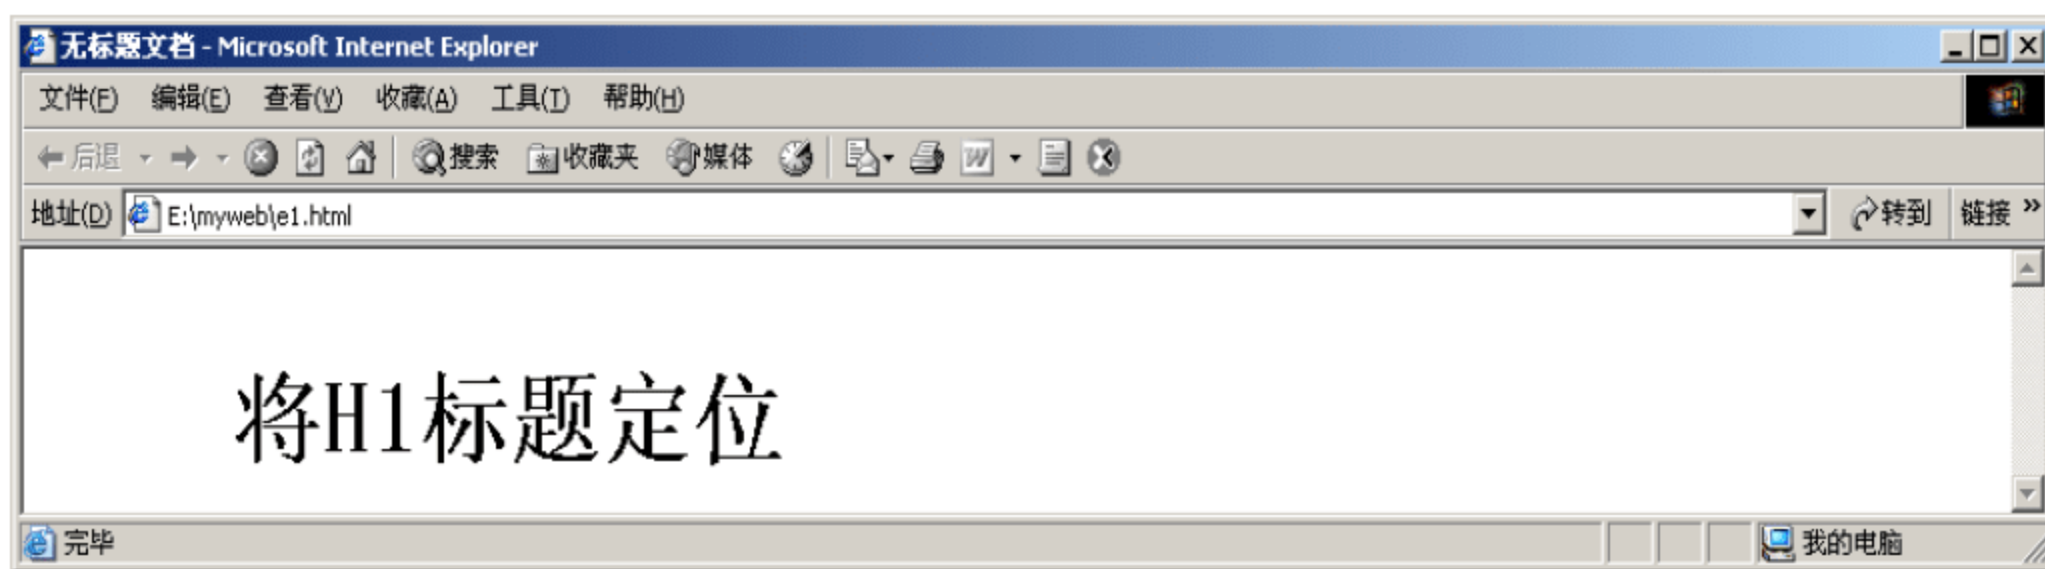 无标题文档 - Microsoft Internet Explorer
文件(F) 编辑(E) 查看(V) 收藏(A) 工具(T) 帮助(H)
后退 搜索 收藏夹 媒体 W
地址(D) E:\myweb\e1.html 转到 链接 »
将H1标题定位
完毕 我的电脑